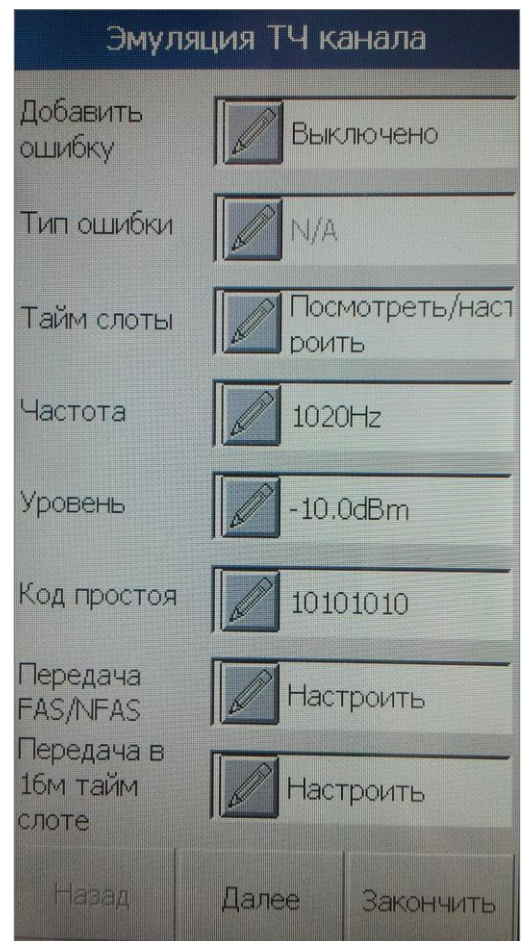 Эмуляция ТЧ канала
Добавить
ошибку
Выключено
Тип ошибки
N/A
Тайм слоты
Посмотреть/наст
роить
Частота
1020Hz
Уровень
-10.0dBm
Код простоя
10101010
Передача
FAS/NFAS
Настроить
Передача в
16м тайм
слоте
Настроить
Назад
Далее
Закончить